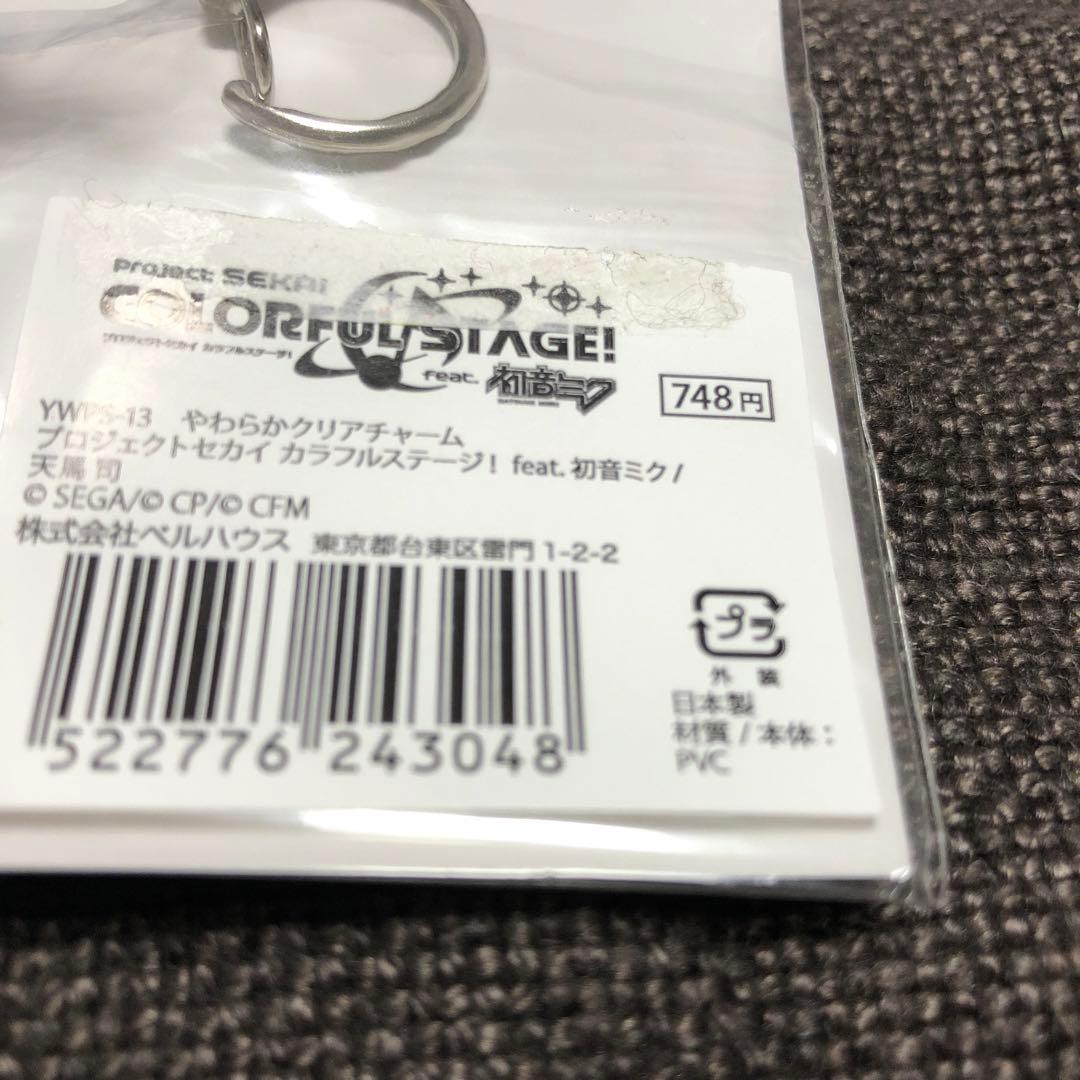 Project SEKAI
COLORFUL STAGE!
プロジェクトセカイ カラフルステージ!
feat. 初音ミク
HATSUNE MIKU
748円
YWPS-13 やわらかクリアチャーム
プロジェクトセカイ カラフルステージ! feat. 初音ミク/
天馬 司
© SEGA/© CP/© CFM
株式会社ベルハウス 東京都台東区雷門 1-2-2
522776 243048
プラ
外装
日本製
材質/本体:
PVC